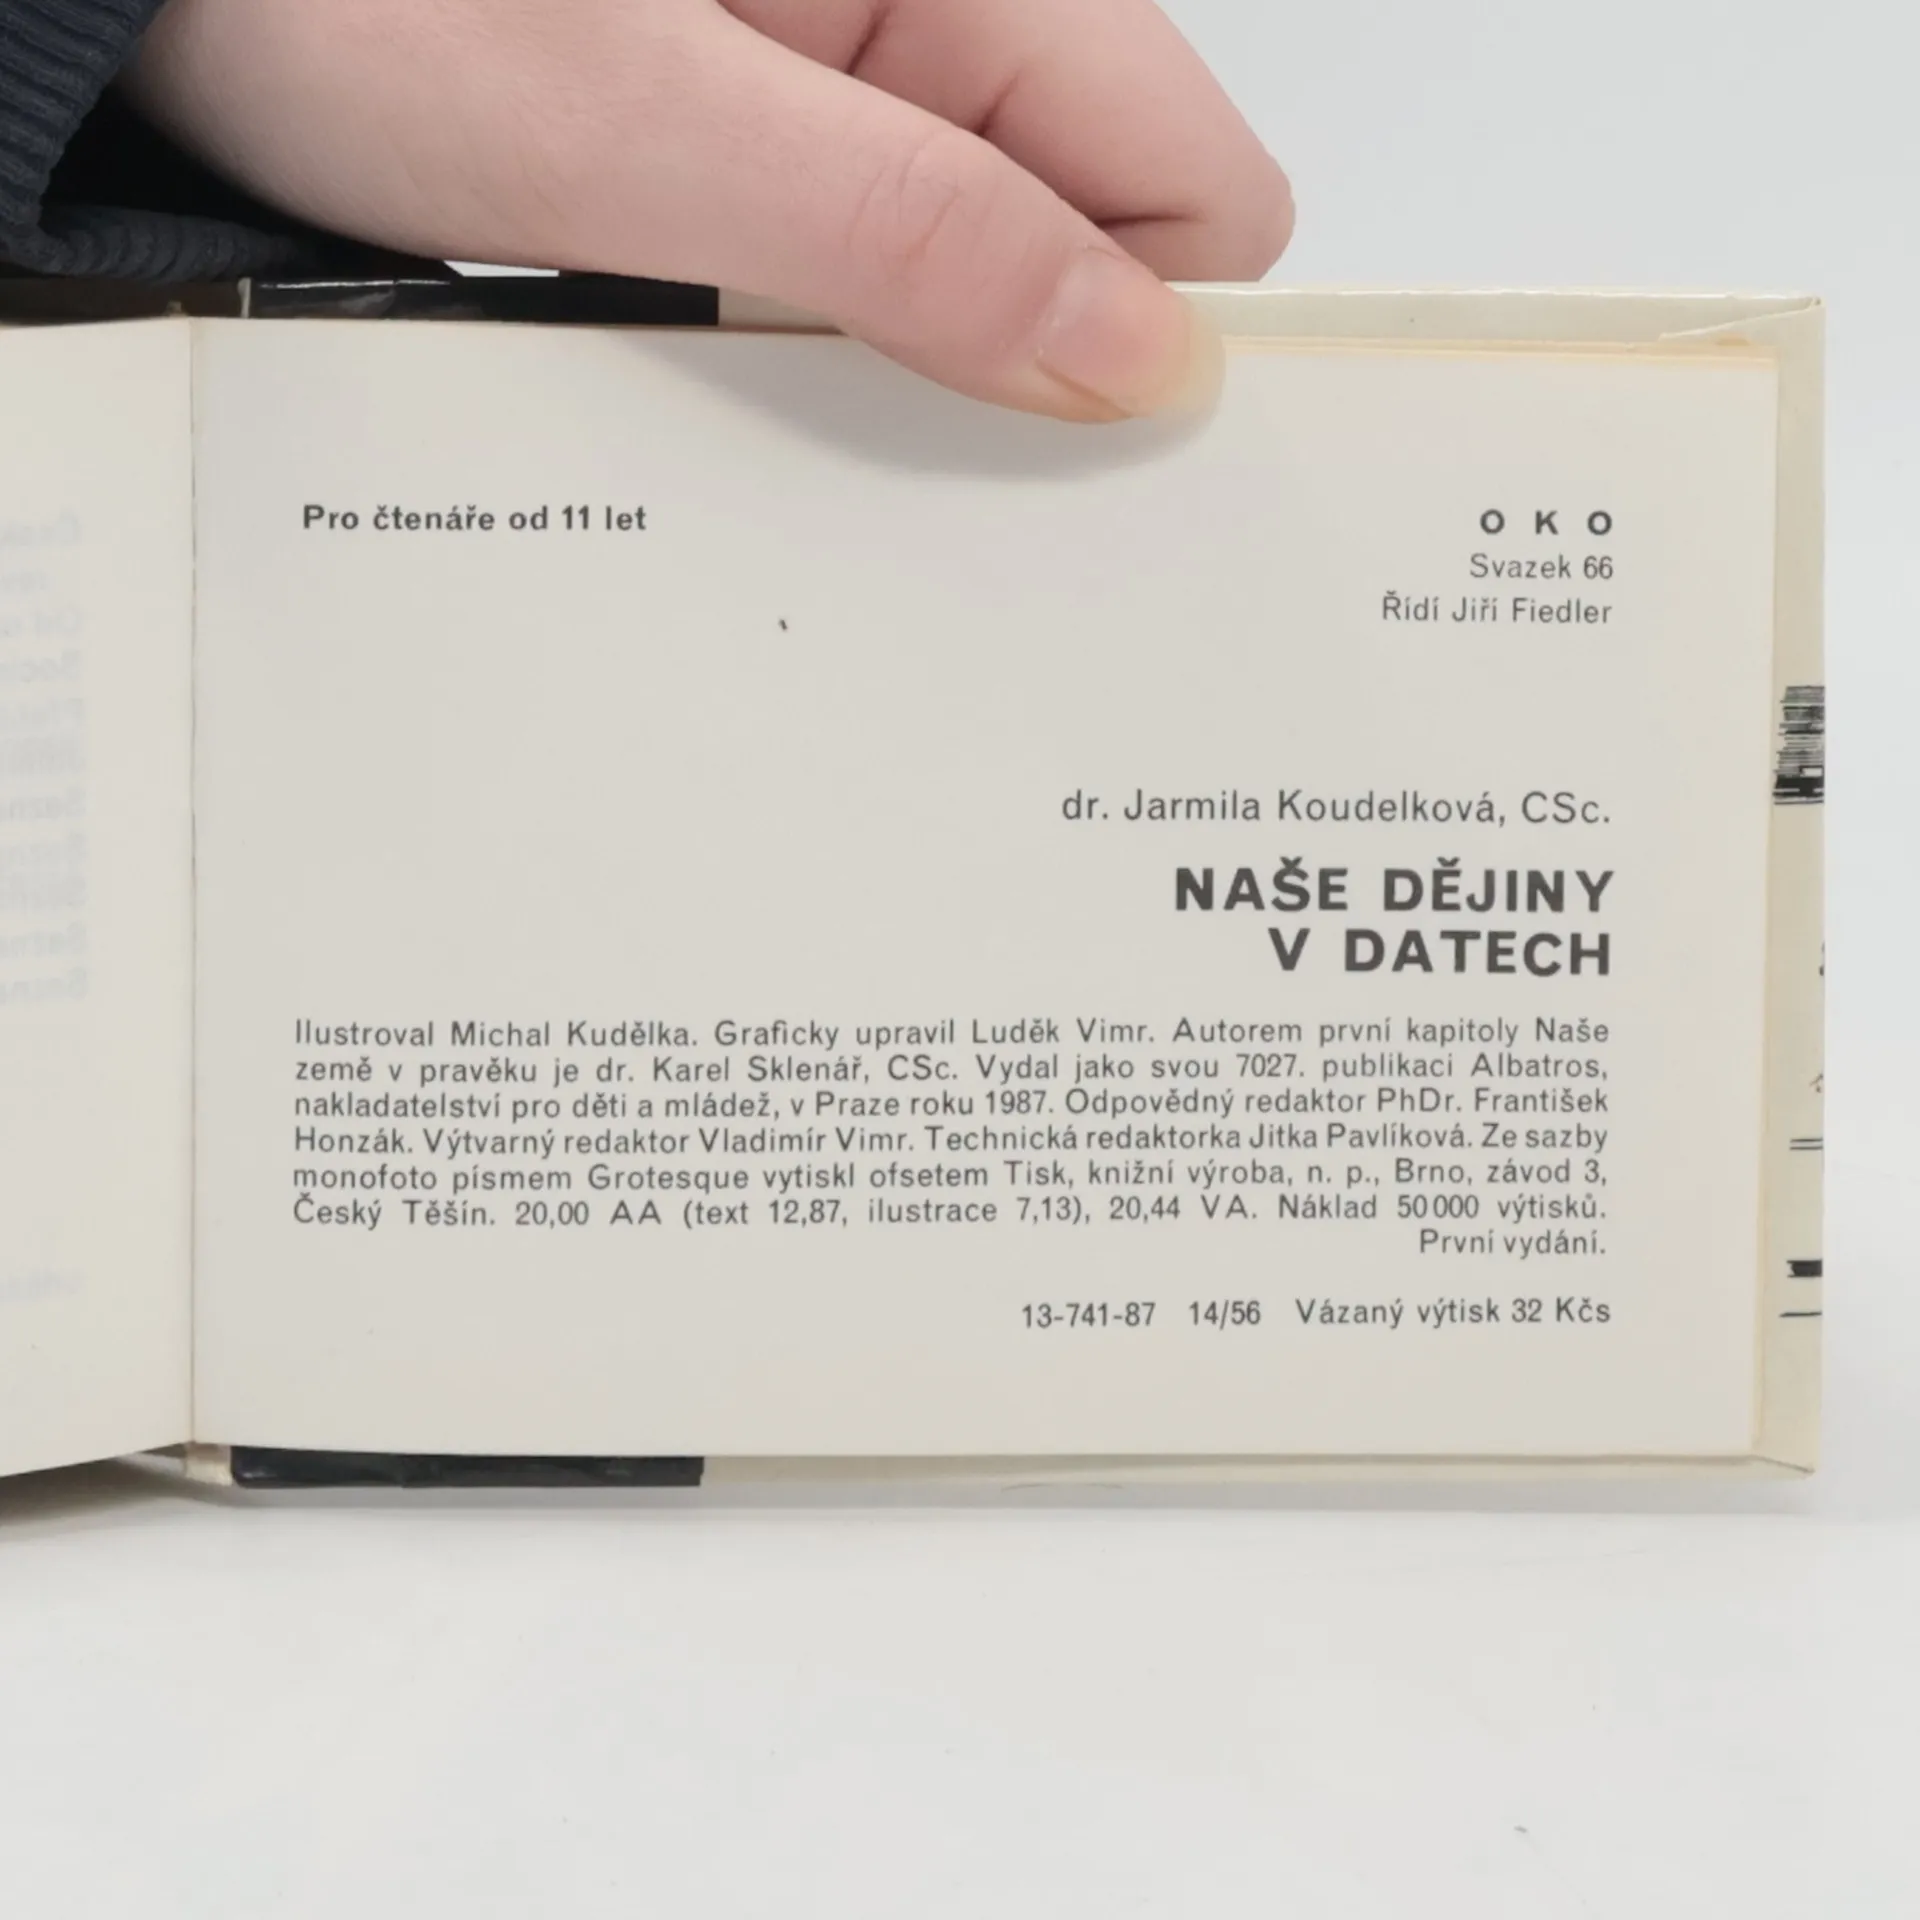 Pro čtenáře od 11 let
O K O
Svazek 66
Řídí Jiří Fiedler
dr. Jarmila Koudelková, CSc.
NAŠE DĚJINY
V DATECH
Ilustroval Michal Kudělka. Graficky upravil Luděk Vimr. Autorem první kapitoly Naše
země v pravěku je dr. Karel Sklenář, CSc. Vydal jako svou 7027. publikaci Albatros,
nakladatelství pro děti a mládež, v Praze roku 1987. Odpovědný redaktor PhDr. František
Honzák. Výtvarný redaktor Vladimír Vimr. Technická redaktorka Jitka Pavlíková. Ze sazby
monofoto písmem Grotesque vytiskl ofsetem Tisk, knižní výroba, n. p., Brno, závod 3,
Český Těšín. 20,00 AA (text 12,87, ilustrace 7,13), 20,44 VA. Náklad 50 000 výtisků.
První vydání.
13-741-87 14/56 Vázaný výtisk 32 Kčs